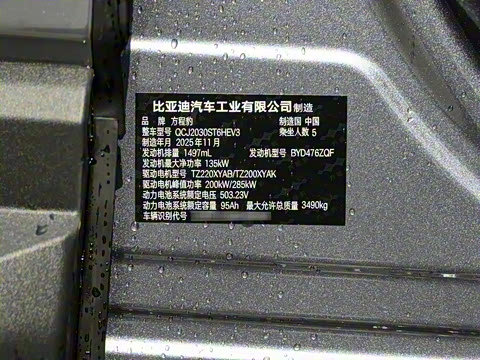 比亚迪汽车工业有限公司 制造
品 牌 方程豹 制造国 中国
整车型号 QCJ2030ST6HEV3 乘坐人数 5
制造年月 2025年11月
发动机排量 1497mL 发动机型号 BYD476ZQF
发动机最大净功率 135kW
驱动电机型号 TZ220XYAB/TZ200XYAK
驱动电机峰值功率 200kW/285kW
动力电池系统额定电压 503.23V
动力电池系统额定容量 95Ah 最大允许总质量 3490kg
车辆识别代号